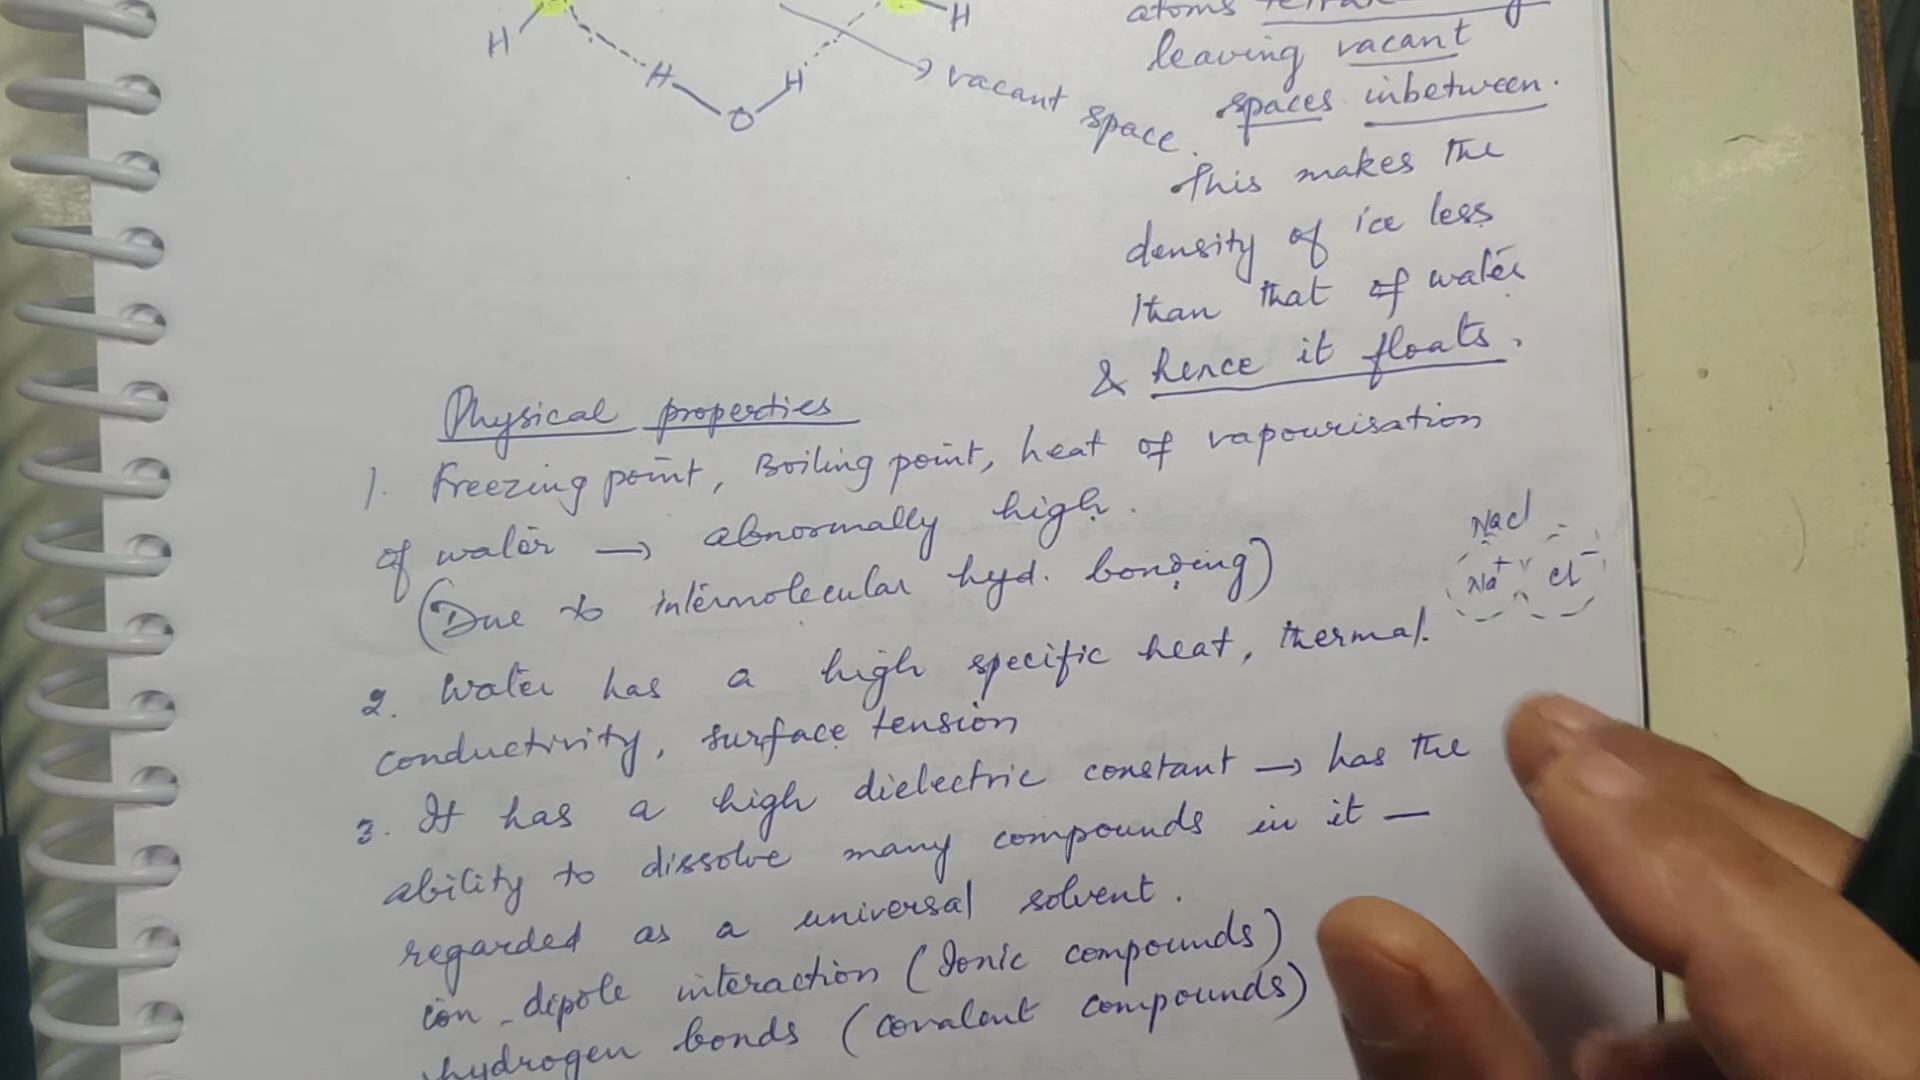 H
H
H
H
O
vacant space.
atoms
leaving vacant
spaces inbetween.
This makes the
density of ice less
than that of water
& hence it floats.
Physical properties
1. Freezing point, Boiling point, heat of vapourisation
of water → abnormally high.
(Due to intermolecular hyd. bonding)
NaCl
Na+ Cl-
2. Water has a high specific heat, thermal
conductivity, surface tension
3. It has a high dielectric constant → has the
ability to dissolve many compounds in it —
regarded as a universal solvent.
ion-dipole interaction (Ionic compounds)
hydrogen bonds (covalent compounds)